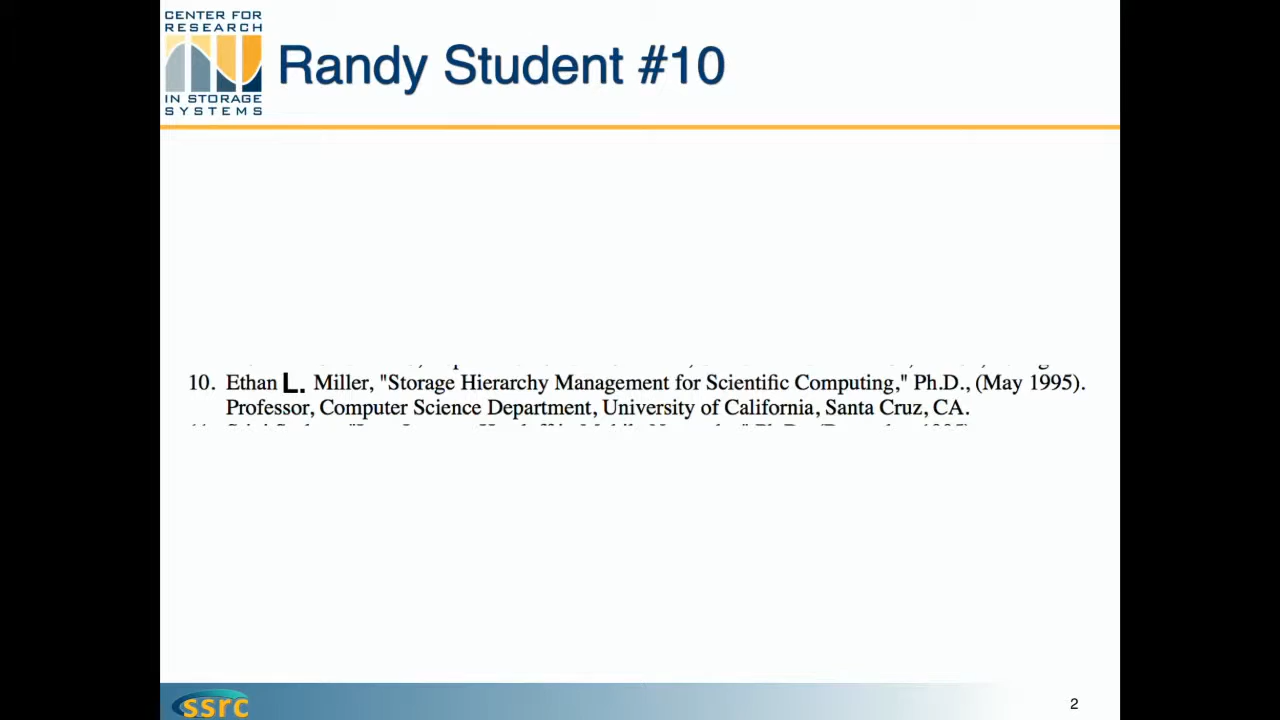 CENTER FOR
RESEARCH
IN STORAGE
SYSTEMS
Randy Student #10
10. Ethan L. Miller, "Storage Hierarchy Management for Scientific Computing," Ph.D., (May 1995).
Professor, Computer Science Department, University of California, Santa Cruz, CA.
ssrc
2